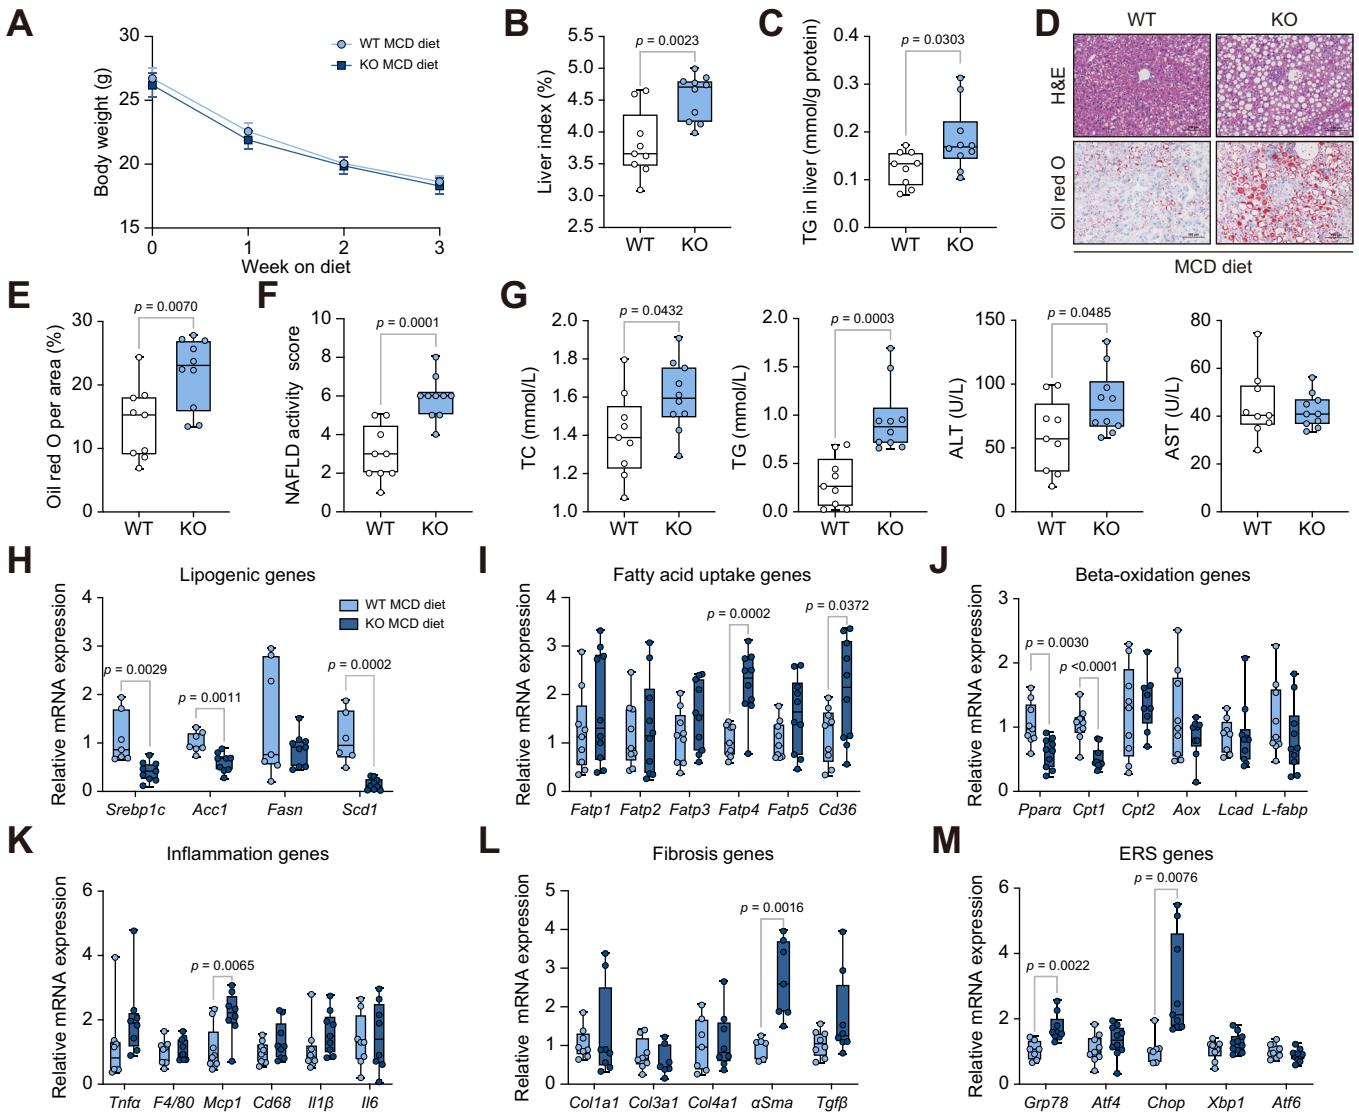 A
30
25
20
15
Body weight (g)
WT MCD diet
KO MCD diet
0 1 2 3
Week on diet
B
5.5
5.0
4.5
4.0
3.5
3.0
2.5
Liver index (%)
p = 0.0023
WT KO
C
0.4
0.3
0.2
0.1
0.0
TG in liver (mmol/g protein)
p = 0.0303
WT KO
D
WT KO
H&E
Oil red O
MCD diet
E
30
20
10
0
Oil red O per area (%)
p = 0.0070
WT KO
F
10
8
6
4
2
0
NAFLD activity score
p = 0.0001
WT KO
G
2.0
1.8
1.6
1.4
1.2
1.0
TC (mmol/L)
p = 0.0432
WT KO
2.0
1.5
1.0
0.5
0.0
TG (mmol/L)
p = 0.0003
WT KO
150
100
50
0
ALT (U/L)
p = 0.0485
WT KO
80
60
40
20
0
AST (U/L)
WT KO
H
Lipogenic genes
4
3
2
1
0
Relative mRNA expression
WT MCD diet
KO MCD diet
p = 0.0029
p = 0.0011
p = 0.0002
Srebp1c Acc1 Fasn Scd1
I
Fatty acid uptake genes
4
3
2
1
0
Relative mRNA expression
p = 0.0002
p = 0.0372
Fatp1 Fatp2 Fatp3 Fatp4 Fatp5 Cd36
J
Beta-oxidation genes
3
2
1
0
Relative mRNA expression
p = 0.0030
p <0.0001
Pparα Cpt1 Cpt2 Aox Lcad L-fabp
K
Inflammation genes
6
4
2
0
Relative mRNA expression
p = 0.0065
Tnfα F4/80 Mcp1 Cd68 Il1β Il6
L
Fibrosis genes
5
4
3
2
1
0
Relative mRNA expression
p = 0.0016
Col1a1 Col3a1 Col4a1 αSma Tgfβ
M
ERS genes
6
4
2
0
Relative mRNA expression
p = 0.0022
p = 0.0076
Grp78 Atf4 Chop Xbp1 Atf6